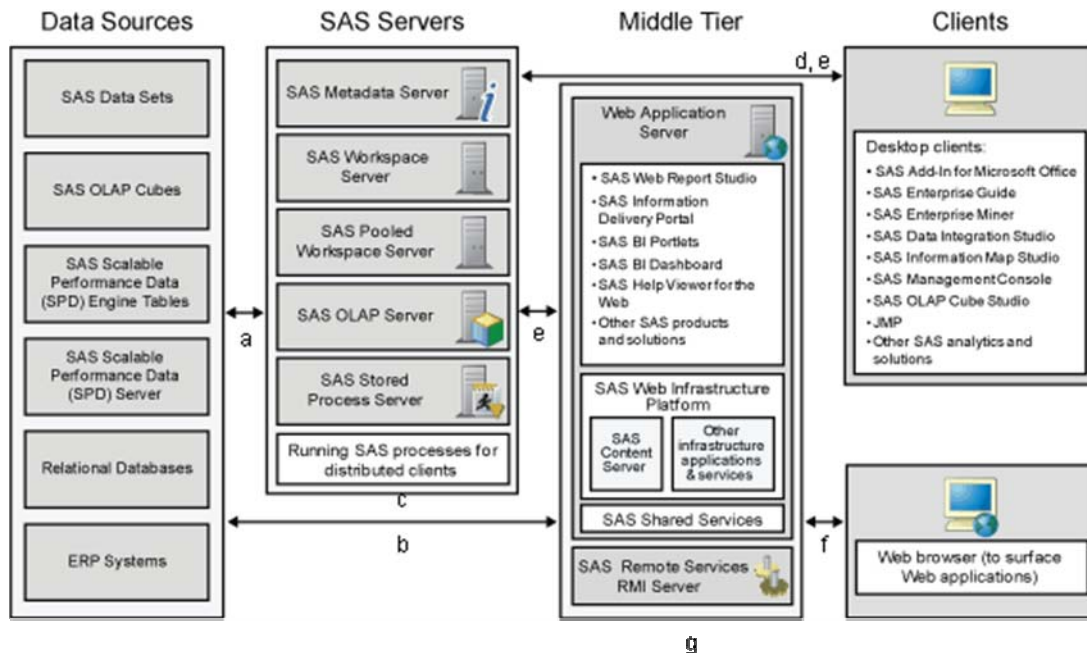 Data Sources
SAS Data Sets
SAS OLAP Cubes
SAS Scalable
Performance Data
(SPD) Engine Tables
SAS Scalable
Performance Data
(SPD) Server
Relational Databases
ERP Systems
a
b
SAS Servers
SAS Metadata Server
SAS Workspace
Server
SAS Pooled
Workspace Server
SAS OLAP Server
SAS Stored
Process Server
Running SAS processes for
distributed clients
c
e
Middle Tier
Web Application
Server
• SAS Web Report Studio
• SAS Information
Delivery Portal
• SAS BI Portlets
• SAS BI Dashboard
• SAS Help Viewer for the
Web
• Other SAS products
and solutions
SAS Web Infrastructure
Platform
SAS
Content
Server
Other
infrastructure
applications
& services
SAS Shared Services
SAS Remote Services
RMI Server
g
d, e
f
Clients
Desktop clients:
• SAS Add-In for Microsoft Office
• SAS Enterprise Guide
• SAS Enterprise Miner
• SAS Data Integration Studio
• SAS Information Map Studio
• SAS Management Console
• SAS OLAP Cube Studio
• JMP
• Other SAS analytics and
solutions
Web browser (to surface
Web applications)